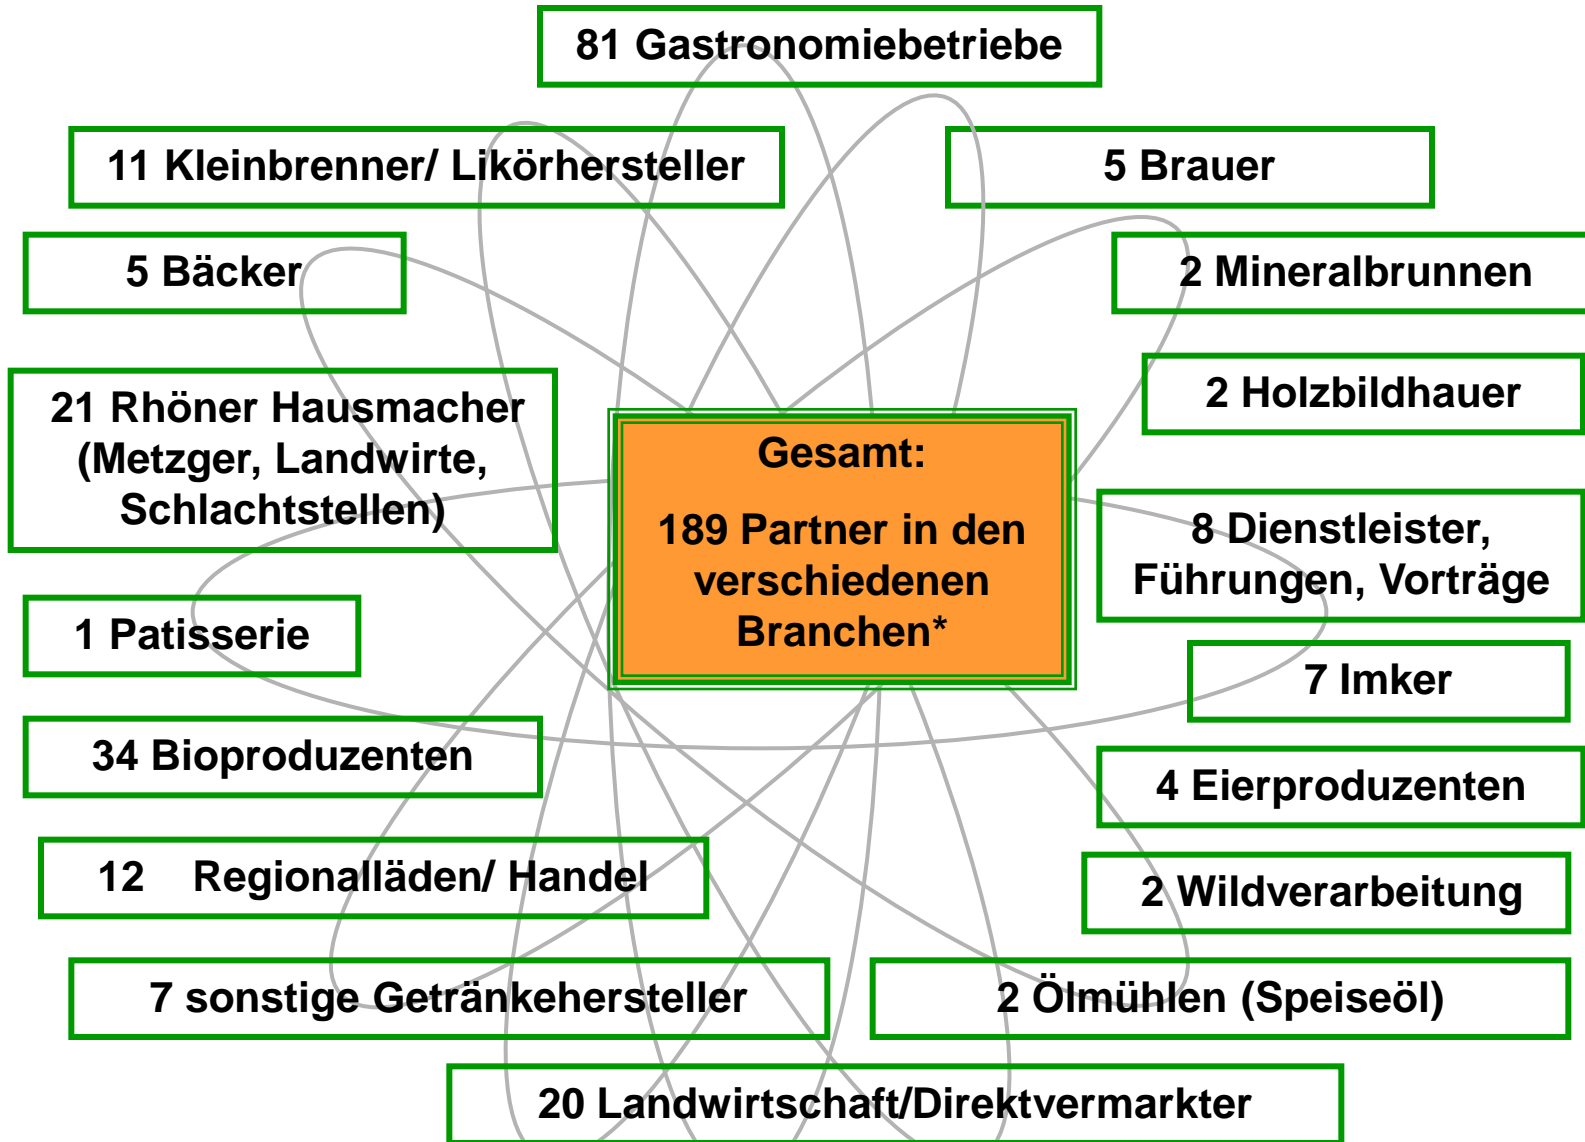 81 Gastronomiebetriebe
11 Kleinbrenner/ Likörhersteller
5 Brauer
5 Bäcker
2 Mineralbrunnen
21 Rhöner Hausmacher
(Metzger, Landwirte,
Schlachtstellen)
2 Holzbildhauer
Gesamt:
189 Partner in den
verschiedenen
Branchen*
8 Dienstleister,
Führungen, Vorträge
1 Patisserie
7 Imker
34 Bioproduzenten
4 Eierproduzenten
12 Regionalläden/ Handel
2 Wildverarbeitung
7 sonstige Getränkehersteller
2 Ölmühlen (Speiseöl)
20 Landwirtschaft/Direktvermarkter